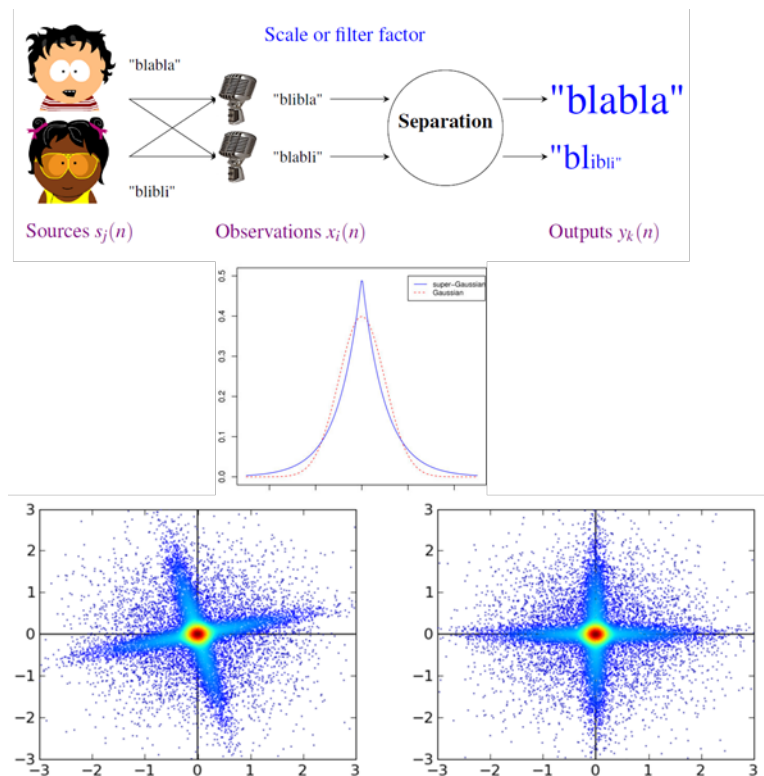 Scale or filter factor
"blabla"
"blibla"
"blabla"
Separation
"blabli"
"blibli"
"blibli"
Sources sj(n)
Observations xi(n)
Outputs yk(n)
0.5
0.4
0.3
0.2
0.1
0.0
super-Gaussian
Gaussian
3
2
1
0
−1
−2
−3
−3 −2 −1 0 1 2 3
3
2
1
0
−1
−2
−3
−3 −2 −1 0 1 2 3